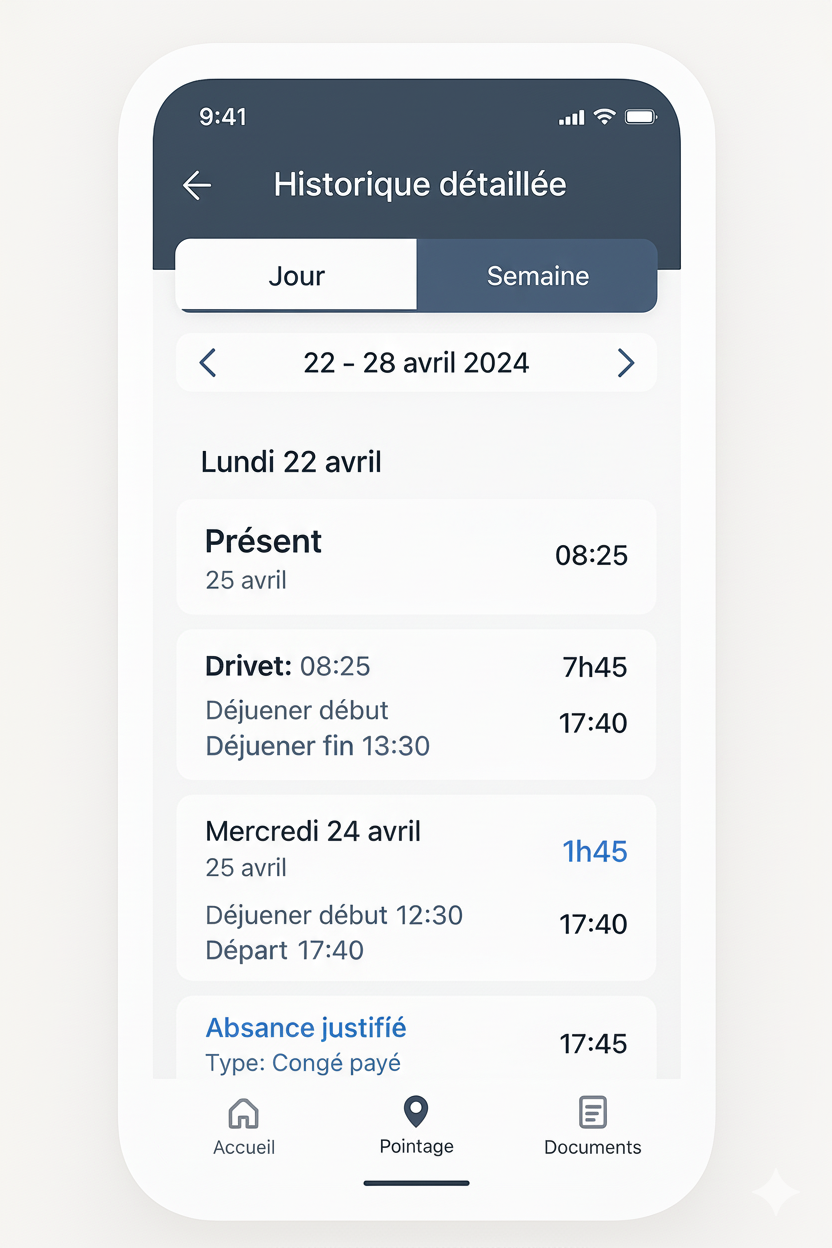 9:41
Historique détaillée
Jour Semaine
22 – 28 avril 2024
Lundi 22 avril
Présent 08:25
25 avril
Drivet: 08:25 7h45
Déjuener début 17:40
Déjuener fin 13:30
Mercredi 24 avril 1h45
25 avril
Déjuener début 12:30 17:40
Départ 17:40
Absance justifíé 17:45
Type: Congé payé
Accueil Pointage Documents